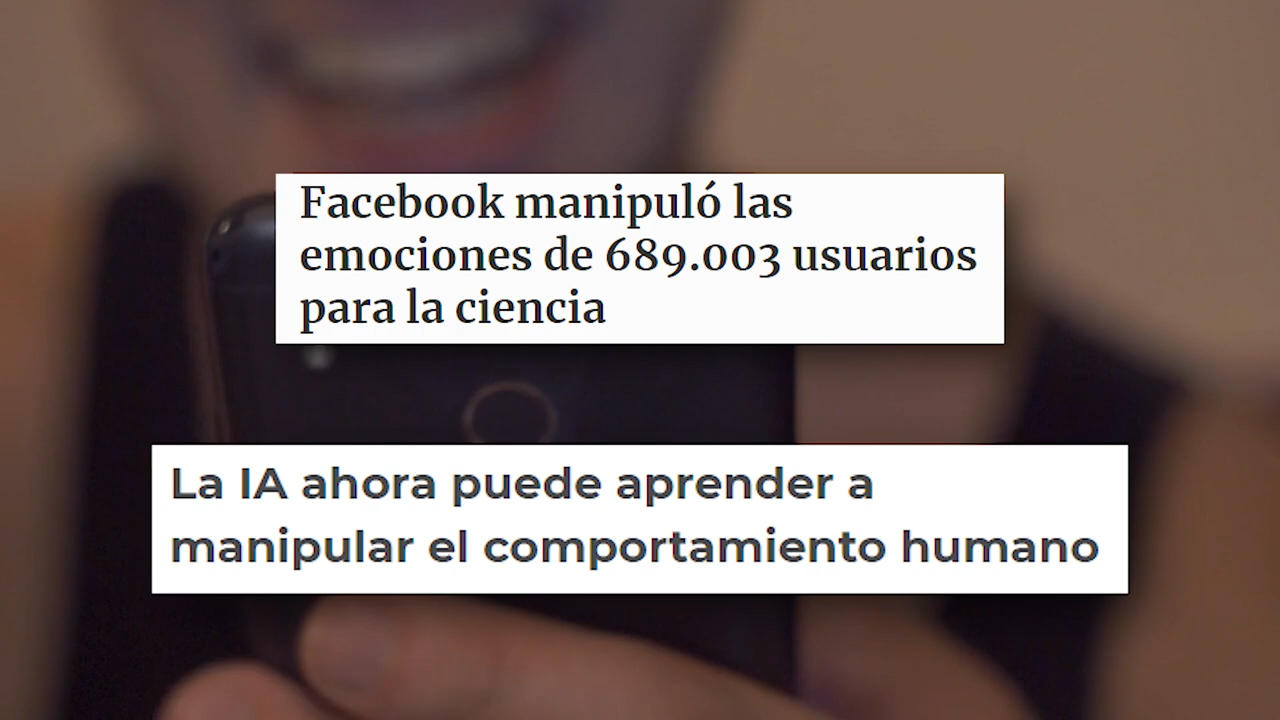 Facebook manipuló las
emociones de 689.003 usuarios
para la ciencia
La IA ahora puede aprender a
manipular el comportamiento humano